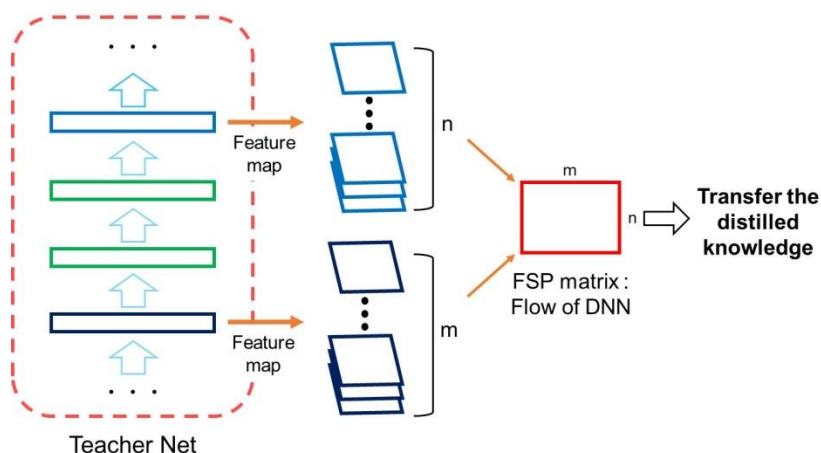 . . .
Feature
map
n
m
n
Transfer the
distilled
knowledge
FSP matrix :
Flow of DNN
Feature
map
m
. . .
Teacher Net